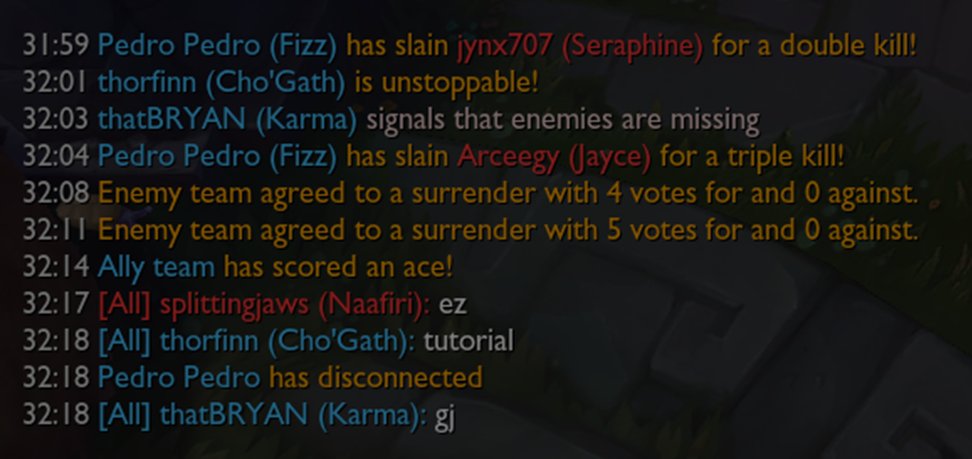 31:59 Pedro Pedro (Fizz) has slain jynx707 (Seraphine) for a double kill!
32:01 thorfinn (Cho'Gath) is unstoppable!
32:03 thatBRYAN (Karma) signals that enemies are missing
32:04 Pedro Pedro (Fizz) has slain Arceegy (Jayce) for a triple kill!
32:08 Enemy team agreed to a surrender with 4 votes for and 0 against.
32:11 Enemy team agreed to a surrender with 5 votes for and 0 against.
32:14 Ally team has scored an ace!
32:17 [All] splittingjaws (Naafiri): ez
32:18 [All] thorfinn (Cho'Gath): tutorial
32:18 Pedro Pedro has disconnected
32:18 [All] thatBRYAN (Karma): gj